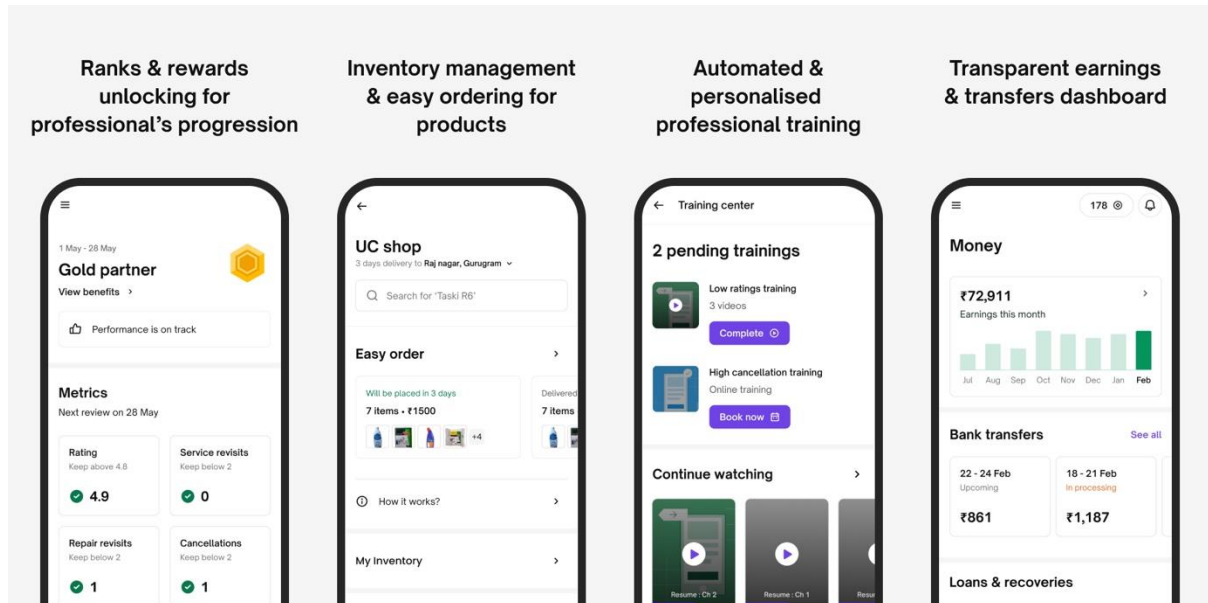 Ranks & rewards
unlocking for
professional's progression
1 May - 28 May
Gold partner
View benefits
Performance is on track
Metrics
Next review on 28 May
Rating
Keep above 4.8
4.9
Service revisits
Keep below 2
0
Repair revisits
Keep below 2
1
Cancellations
Keep below 2
1
Inventory management
& easy ordering for
products
UC shop
3 days delivery to Raj nagar, Gurugram
Search for 'Taski R6'
Easy order
Will be placed in 3 days
7 items • ₹1500
+4
Delivered
7 items
How it works?
My Inventory
Automated &
personalised
professional training
Training center
2 pending trainings
Low ratings training
3 videos
Complete
High cancellation training
Online training
Book now
Continue watching
Resume : Ch 2
Resume : Ch 1
Transparent earnings
& transfers dashboard
178
Money
₹72,911
Earnings this month
Jul Aug Sep Oct Nov Dec Jan Feb
Bank transfers See all
22 - 24 Feb
Upcoming
₹861
18 - 21 Feb
In processing
₹1,187
Loans & recoveries